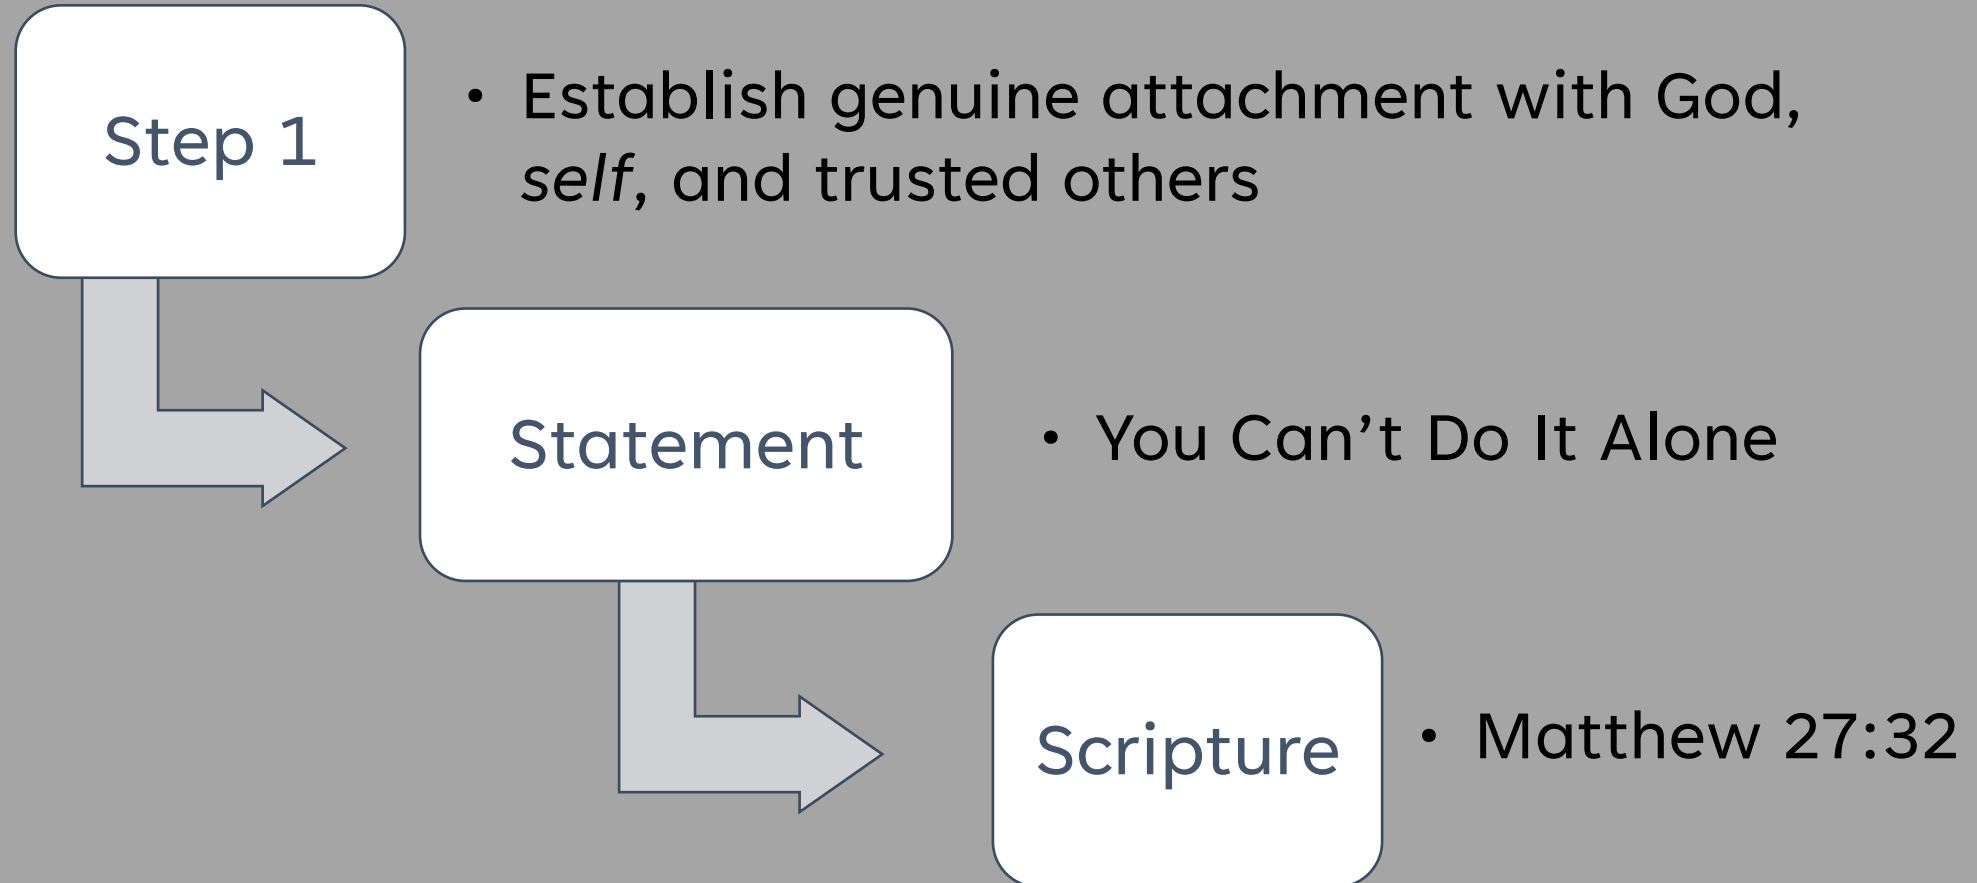 Step 1
• Establish genuine attachment with God,
self, and trusted others
Statement
• You Can’t Do It Alone
Scripture
• Matthew 27:32